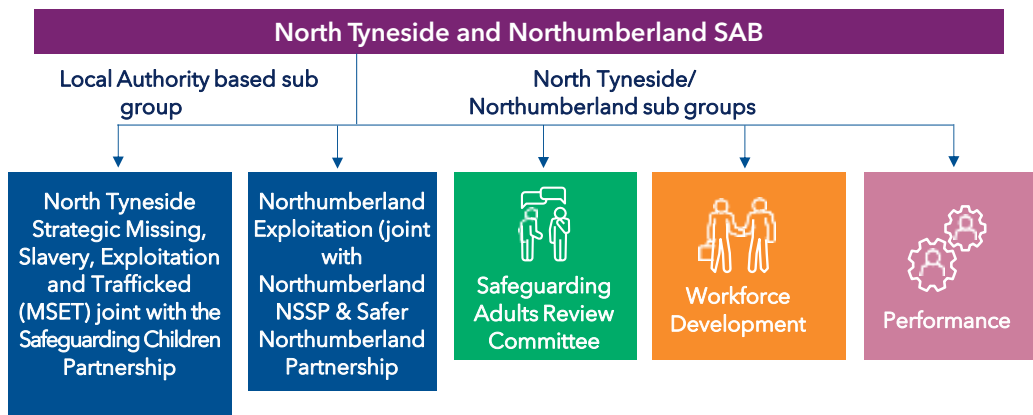 North Tyneside and Northumberland SAB
Local Authority based sub
group
North Tyneside/
Northumberland sub groups
North Tyneside
Strategic Missing,
Slavery, Exploitation
and Trafficked
(MSET) joint with the
Safeguarding Children
Partnership
Northumberland
Exploitation (joint
with
Northumberland
NSSP & Safer
Northumberland
Partnership
Safeguarding
Adults Review
Committee
Workforce
Development
Performance